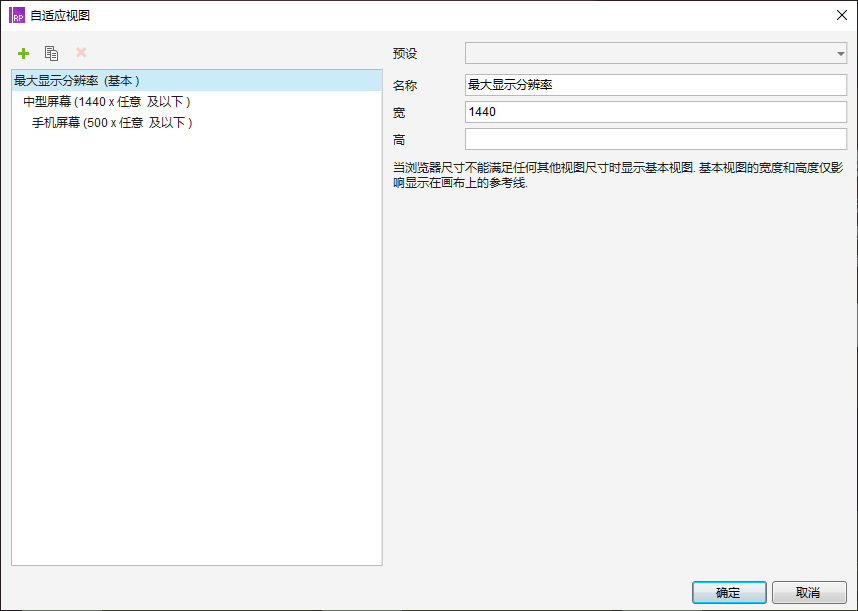 自适应视图
最大显示分辨率 (基本 )
中型屏幕 (1440 x 任意 及以下 )
手机屏幕 (500 x 任意 及以下 )
预设
名称 最大显示分辨率
宽 1440
高
当浏览器尺寸不能满足任何其他视图尺寸时显示基本视图. 基本视图的宽度和高度仅影
响显示在画布上的参考线.
确定 取消